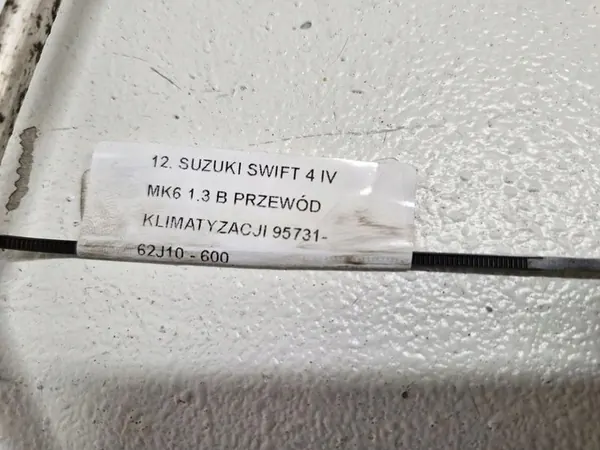 12. SUZUKI SWIFT 4 IV
MK6 1.3 B PRZEWÓD
KLIMATYZACJI 95731-
62J10 - 600